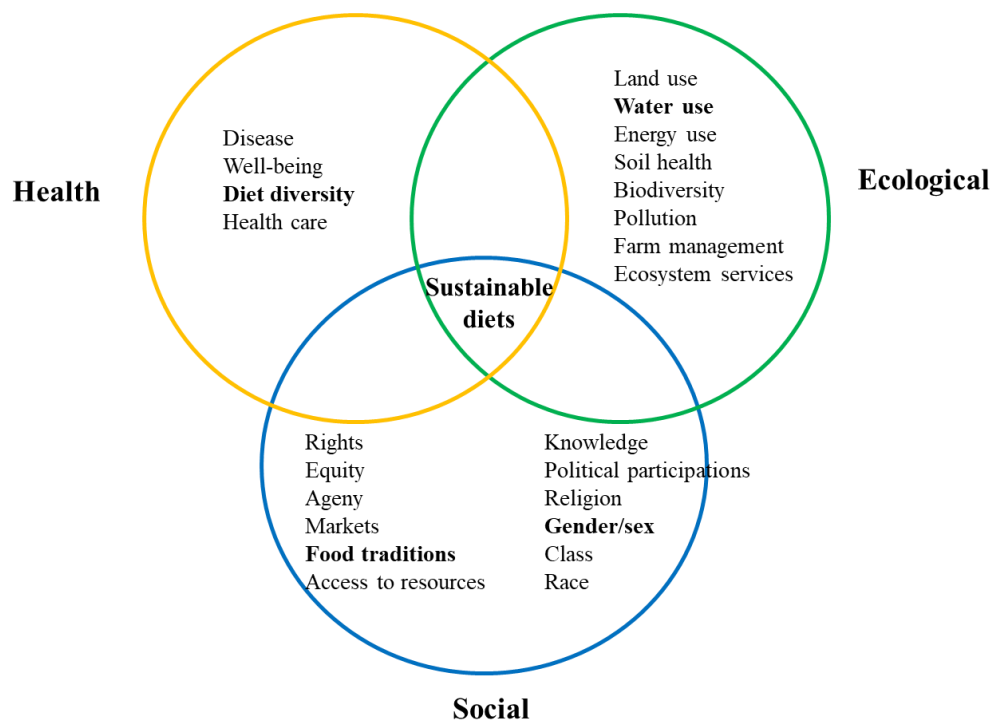 Health
Disease
Well-being
Diet diversity
Health care
Land use
Water use
Energy use
Soil health
Biodiversity
Pollution
Farm management
Ecosystem services
Ecological
Sustainable
diets
Rights
Equity
Ageny
Markets
Food traditions
Access to resources
Knowledge
Political participations
Religion
Gender/sex
Class
Race
Social